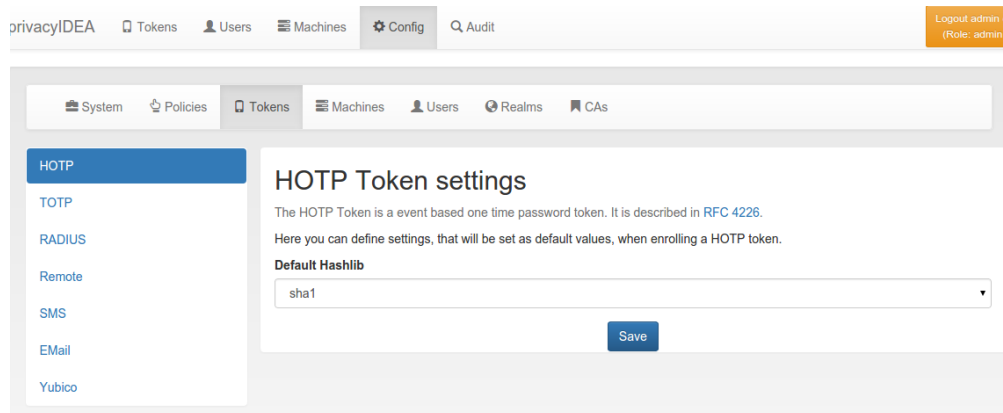 privacyIDEA Tokens Users Machines Config Audit Logout admin
(Role: admin
System Policies Tokens Machines Users Realms CAs
HOTP
TOTP
RADIUS
Remote
SMS
EMail
Yubico
HOTP Token settings
The HOTP Token is a event based one time password token. It is described in RFC 4226.
Here you can define settings, that will be set as default values, when enrolling a HOTP token.
Default Hashlib
sha1
Save